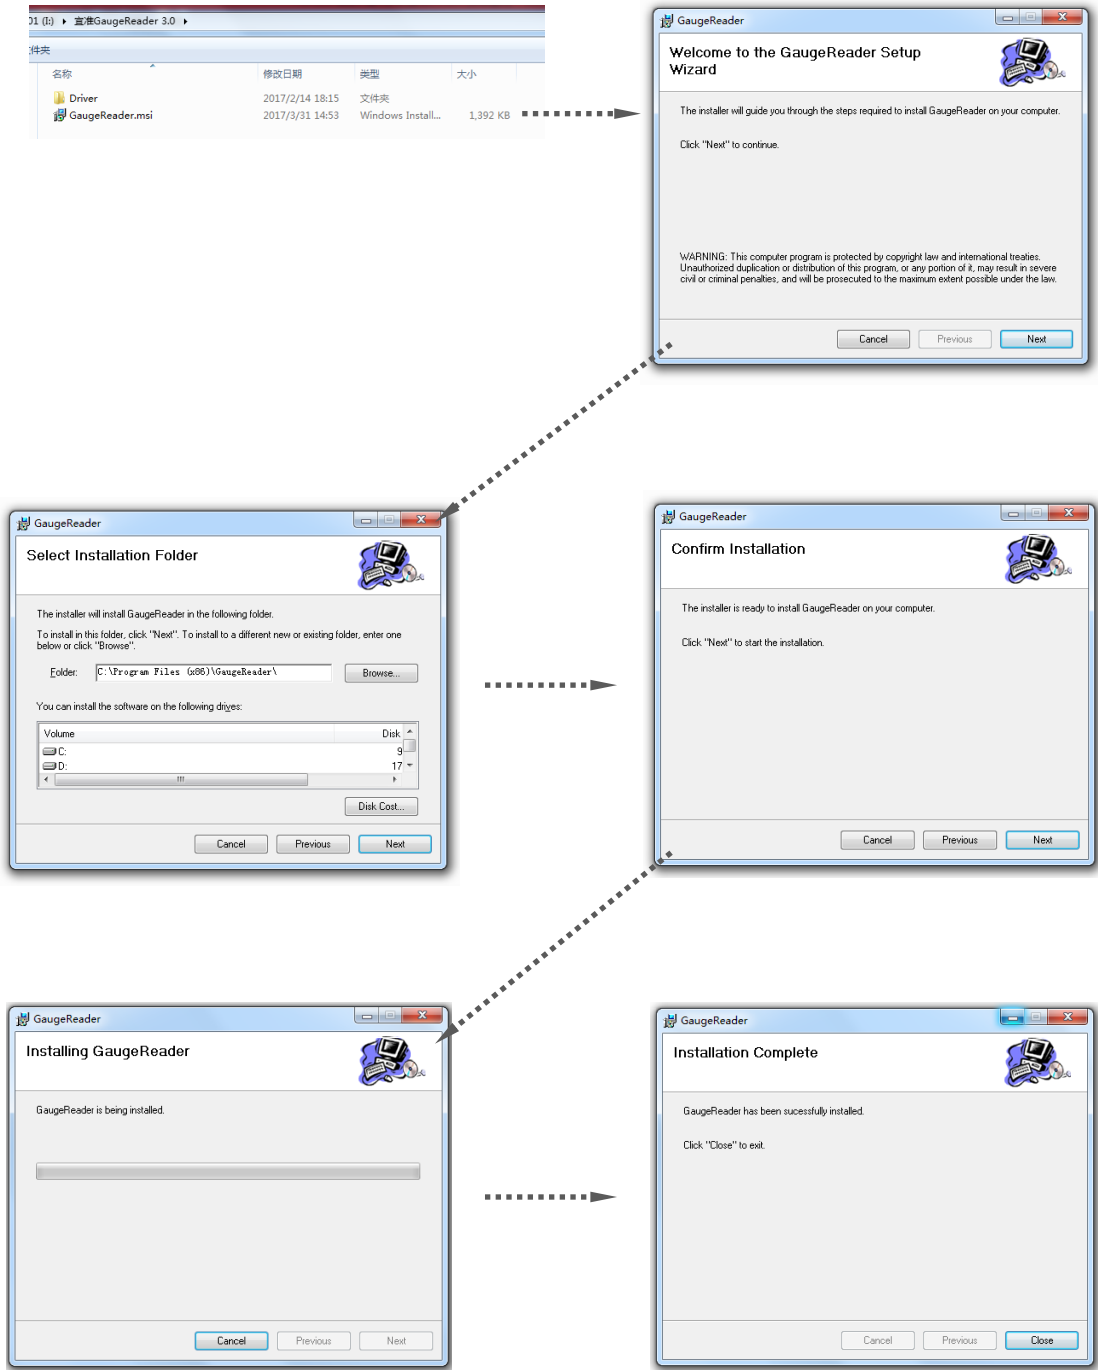 01 (I:) ▸ 宜准GaugeReader 3.0 ▸
文件夹
名称 修改日期 类型 大小
Driver 2017/2/14 18:15 文件夹
GaugeReader.msi 2017/3/31 14:53 Windows Install... 1,392 KB
GaugeReader
Welcome to the GaugeReader Setup
Wizard
The installer will guide you through the steps required to install GaugeReader on your computer.
Click "Next" to continue.
WARNING: This computer program is protected by copyright law and international treaties.
Unauthorized duplication or distribution of this program, or any portion of it, may result in severe
civil or criminal penalties, and will be prosecuted to the maximum extent possible under the law.
Cancel Previous Next
GaugeReader
Select Installation Folder
The installer will install GaugeReader in the following folder.
To install in this folder, click "Next". To install to a different new or existing folder, enter one
below or click "Browse".
Folder: C:\Program Files (x86)\GaugeReader\ Browse...
You can install the software on the following drives:
Volume Disk
C: 9
D: 17
Disk Cost...
Cancel Previous Next
GaugeReader
Confirm Installation
The installer is ready to install GaugeReader on your computer.
Click "Next" to start the installation.
Cancel Previous Next
GaugeReader
Installing GaugeReader
GaugeReader is being installed.
Cancel Previous Next
GaugeReader
Installation Complete
GaugeReader has been sucessfully installed.
Click "Close" to exit.
Cancel Previous Close